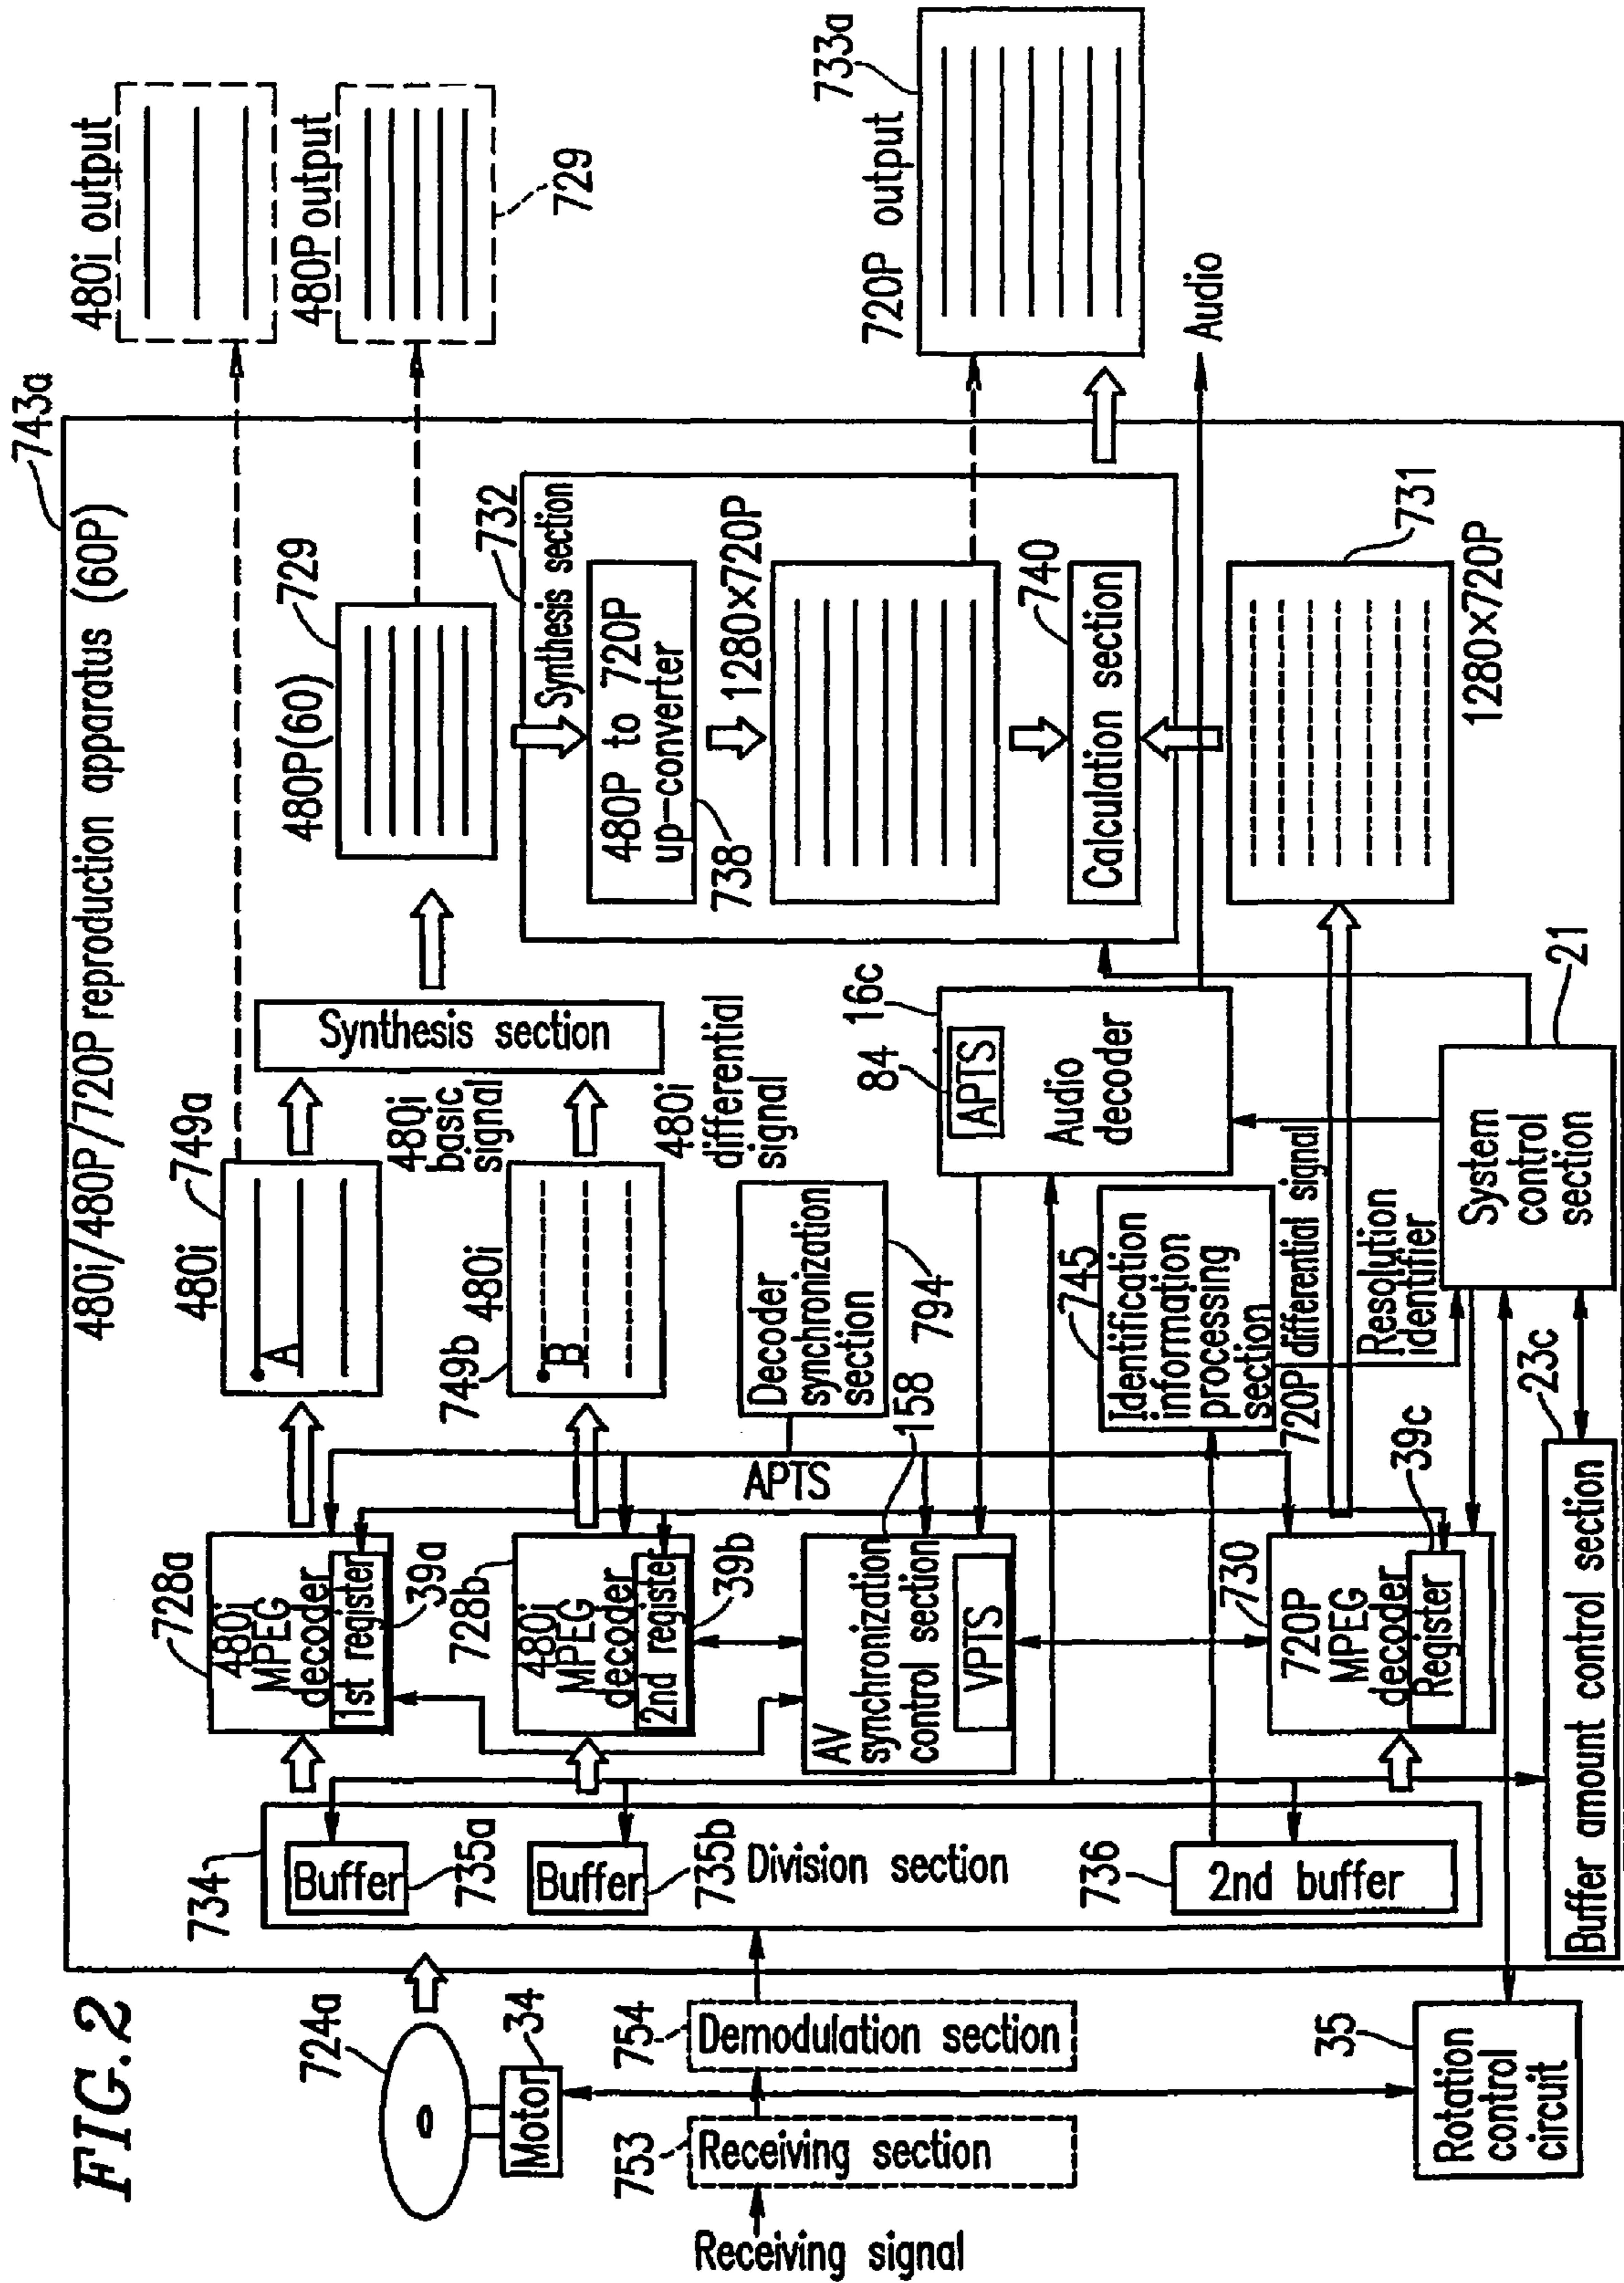 FIG.2
743a
480i/480P/720P reproduction apparatus (60P)
724a
34
Motor
753
Receiving section
754
Demodulation section
Receiving signal
35
Rotation
control
circuit
734
Buffer
735a
Buffer
735b
Division section
736
2nd buffer
728a
480i
MPEG
decoder
1st register
39a
728b
480i
MPEG
decoder
2nd register
39b
APTS
AV
synchronization
control section
158
VPTS
730
720P
MPEG
decoder
Register
39c
23c
Buffer amount control section
749a
480i
A
480i
basic
signal
749b
480i
B
480i
differential
signal
Decoder
synchronization
section
794
745
Identification
information
processing
section
720P differential signal
Resolution
identifier
Synthesis section
16c
84
APTS
Audio
decoder
System
control
section
21
729
480P(60)
732
Synthesis section
480P to 720P
up-converter
738
1280×720P
740
Calculation section
731
1280×720P
480i output
480P output
729
733a
720P output
Audio